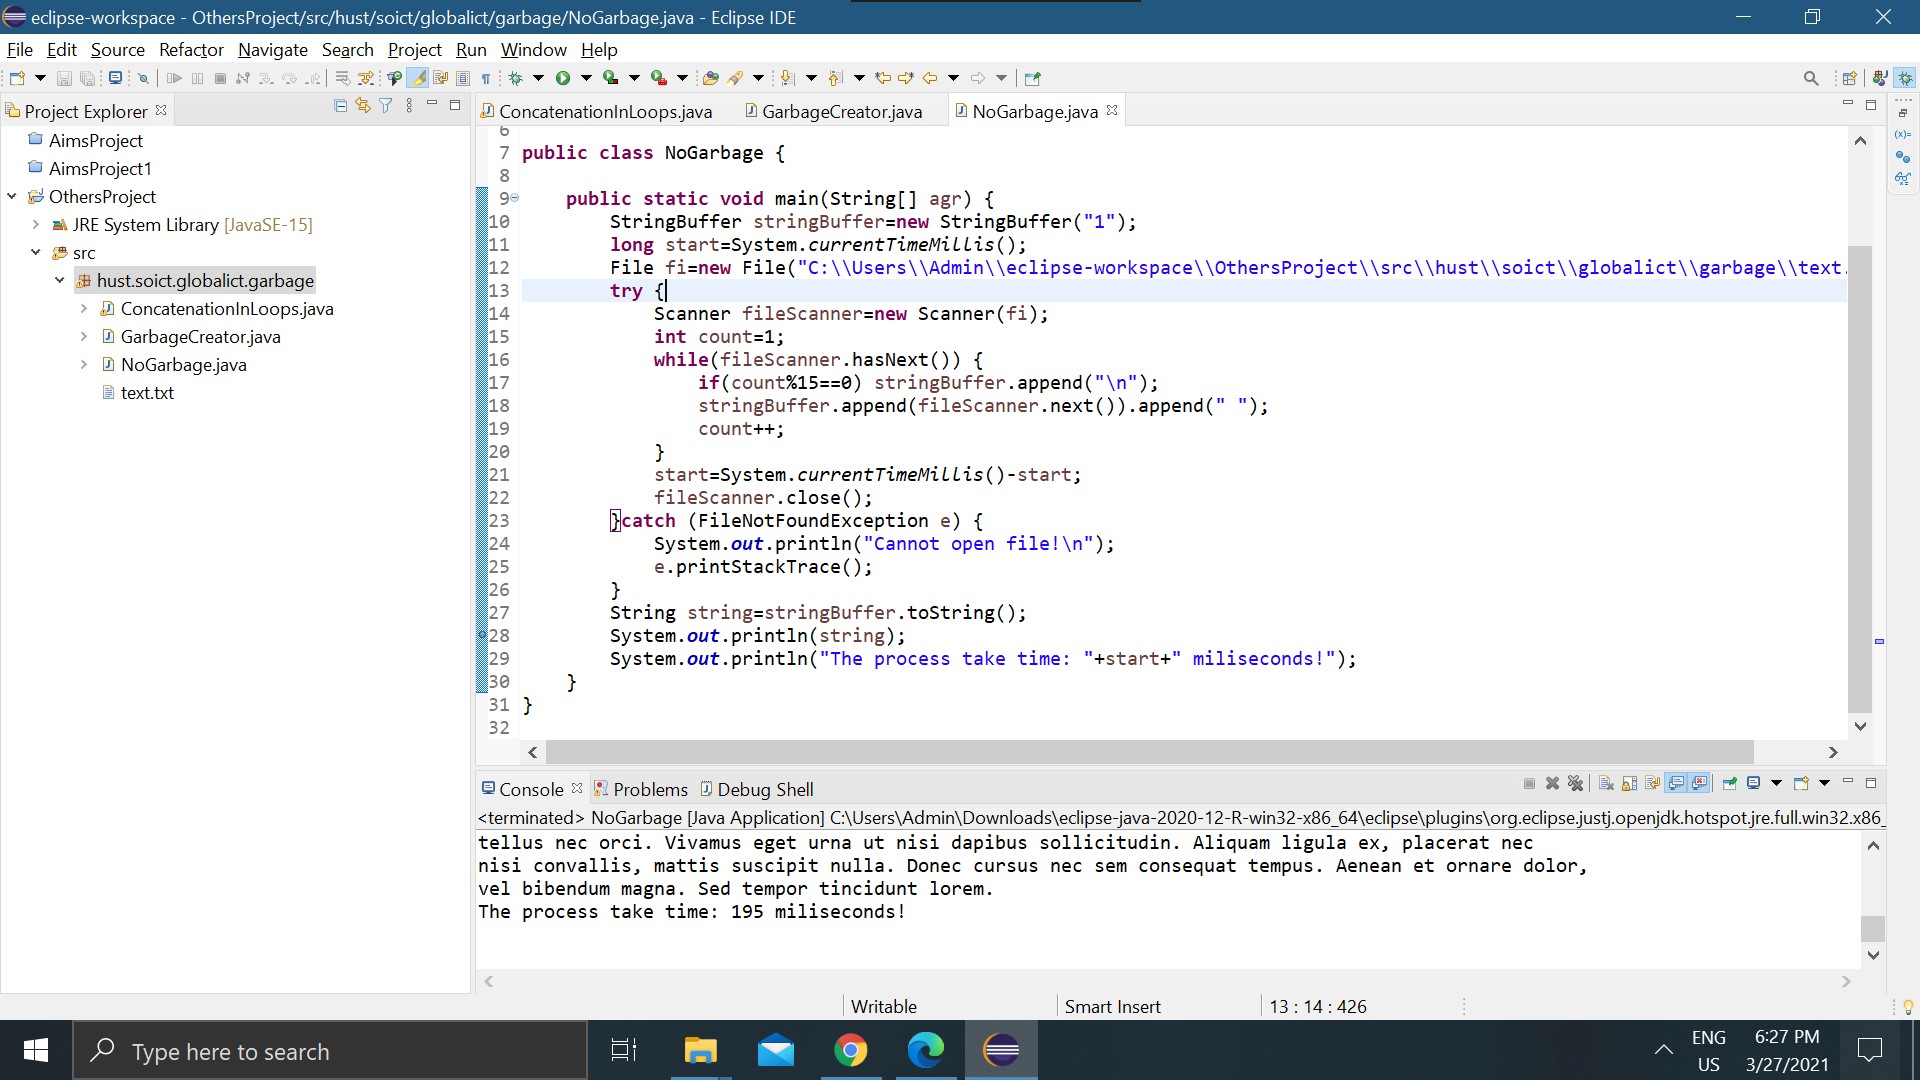 eclipse-workspace - OthersProject/src/hust/soict/globalict/garbage/NoGarbage.java - Eclipse IDE
File Edit Source Refactor Navigate Search Project Run Window Help
Project Explorer
AimsProject
AimsProject1
OthersProject
JRE System Library [JavaSE-15]
src
hust.soict.globalict.garbage
ConcatenationInLoops.java
GarbageCreator.java
NoGarbage.java
text.txt
ConcatenationInLoops.java GarbageCreator.java NoGarbage.java
6
7 public class NoGarbage {
8
9 public static void main(String[] agr) {
10 StringBuffer stringBuffer=new StringBuffer("1");
11 long start=System.currentTimeMillis();
12 File fi=new File("C:\\Users\\Admin\\eclipse-workspace\\OthersProject\\src\\hust\\soict\\globalict\\garbage\\text.
13 try {
14 Scanner fileScanner=new Scanner(fi);
15 int count=1;
16 while(fileScanner.hasNext()) {
17 if(count%15==0) stringBuffer.append("\n");
18 stringBuffer.append(fileScanner.next()).append(" ");
19 count++;
20 }
21 start=System.currentTimeMillis()-start;
22 fileScanner.close();
23 }catch (FileNotFoundException e) {
24 System.out.println("Cannot open file!\n");
25 e.printStackTrace();
26 }
27 String string=stringBuffer.toString();
28 System.out.println(string);
29 System.out.println("The process take time: "+start+" miliseconds!");
30 }
31 }
32
Console Problems Debug Shell
<terminated> NoGarbage [Java Application] C:\Users\Admin\Downloads\eclipse-java-2020-12-R-win32-x86_64\eclipse\plugins\org.eclipse.justj.openjdk.hotspot.jre.full.win32.x86_
tellus nec orci. Vivamus eget urna ut nisi dapibus sollicitudin. Aliquam ligula ex, placerat nec
nisi convallis, mattis suscipit nulla. Donec cursus nec sem consequat tempus. Aenean et ornare dolor,
vel bibendum magna. Sed tempor tincidunt lorem.
The process take time: 195 miliseconds!
Writable Smart Insert 13 : 14 : 426
Type here to search
ENG
US
6:27 PM
3/27/2021